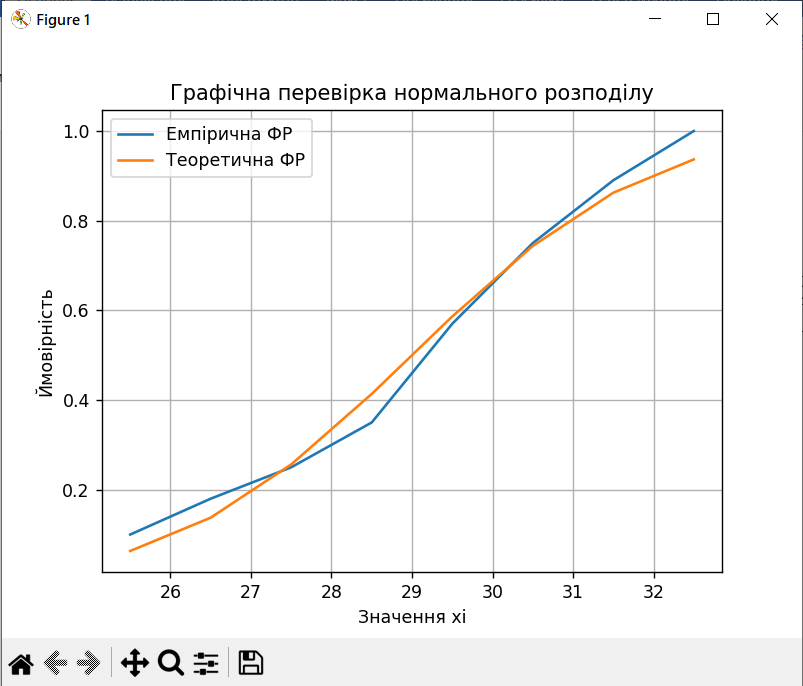 Figure 1
Графічна перевірка нормального розподілу
Емпірична ФР
Теоретична ФР
1.0
0.8
0.6
0.4
0.2
Ймовірність
26 27 28 29 30 31 32
Значення xi